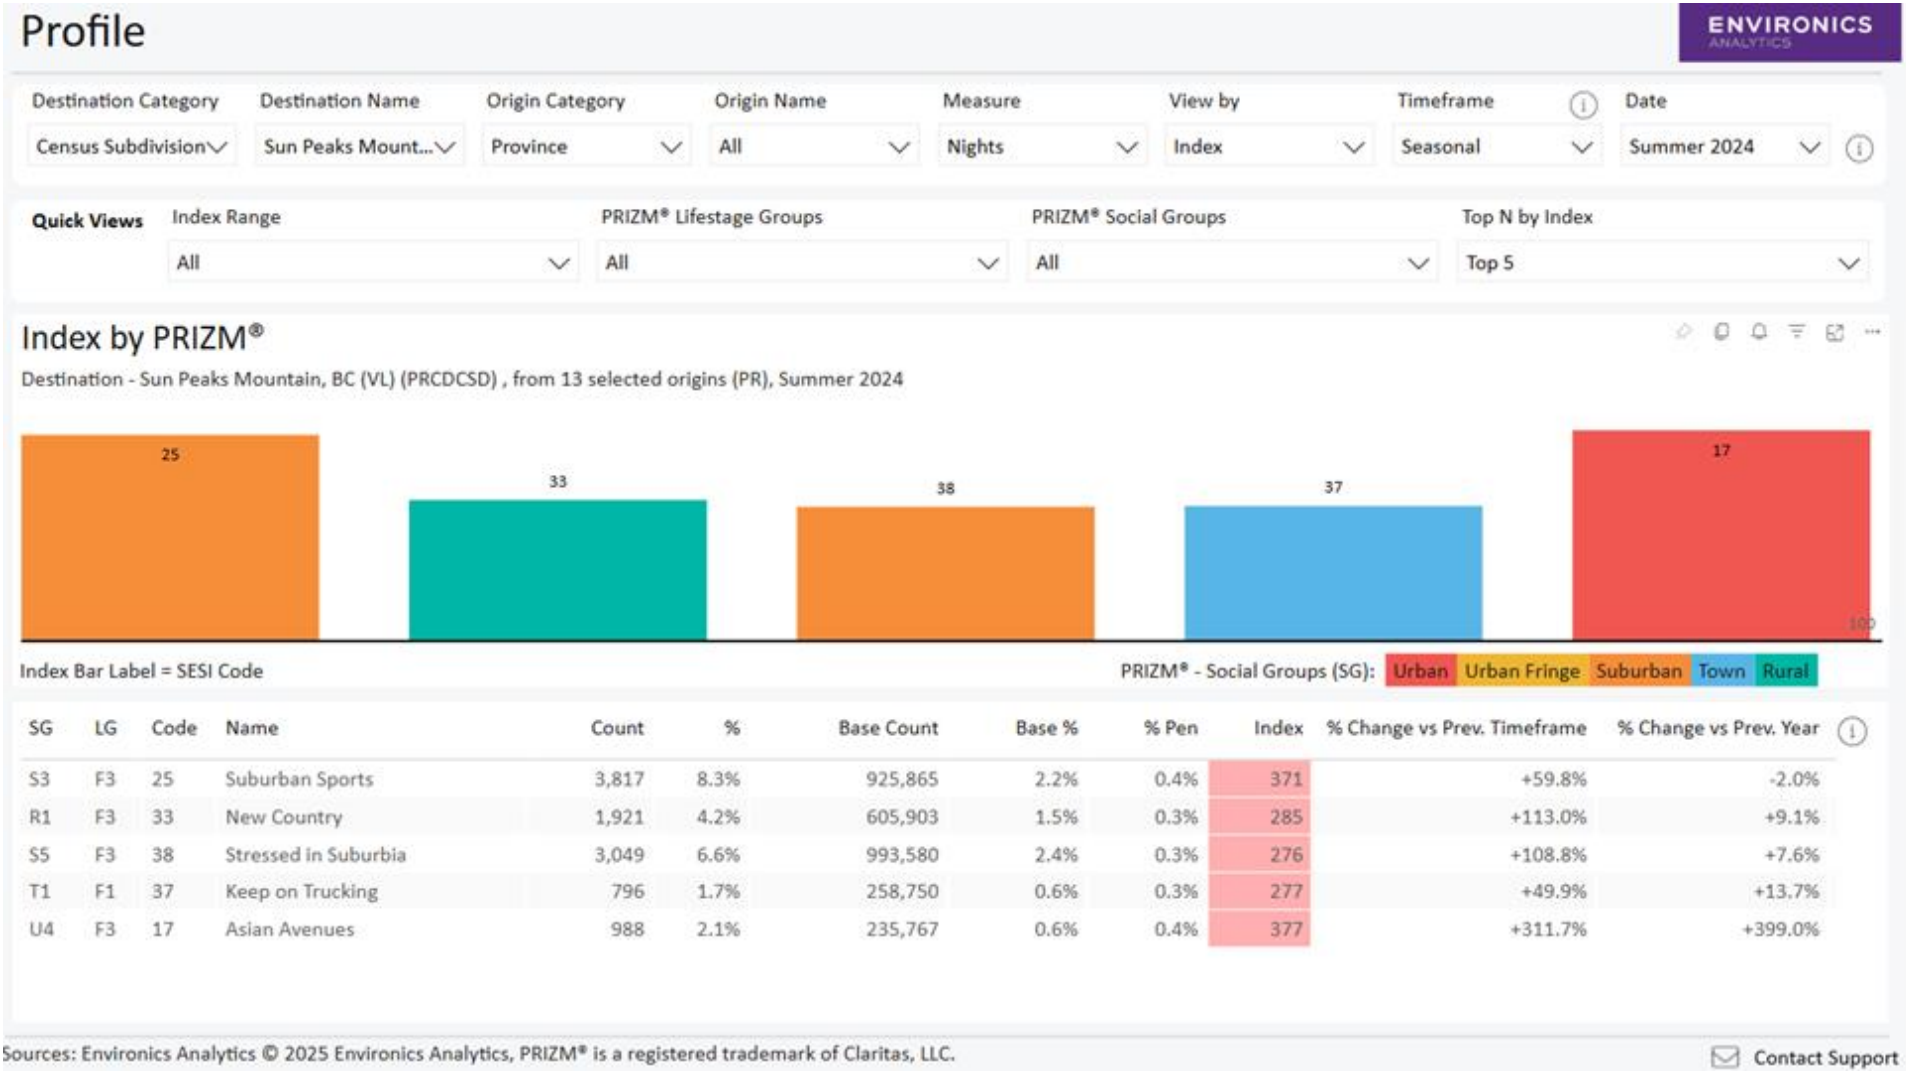 Profile
ENVIRONICS
ANALYTICS
Destination Category Destination Name Origin Category Origin Name Measure View by Timeframe Date
Census Subdivision Sun Peaks Mount... Province All Nights Index Seasonal Summer 2024
Quick Views Index Range PRIZM® Lifestage Groups PRIZM® Social Groups Top N by Index
All All All Top 5
Index by PRIZM®
Destination - Sun Peaks Mountain, BC (VL) (PRCDCSD) , from 13 selected origins (PR), Summer 2024
25 33 38 37 17
100
Index Bar Label = SESI Code PRIZM® - Social Groups (SG): Urban Urban Fringe Suburban Town Rural
SG LG Code Name Count % Base Count Base % % Pen Index % Change vs Prev. Timeframe % Change vs Prev. Year
S3 F3 25 Suburban Sports 3,817 8.3% 925,865 2.2% 0.4% 371 +59.8% -2.0%
R1 F3 33 New Country 1,921 4.2% 605,903 1.5% 0.3% 285 +113.0% +9.1%
S5 F3 38 Stressed in Suburbia 3,049 6.6% 993,580 2.4% 0.3% 276 +108.8% +7.6%
T1 F1 37 Keep on Trucking 796 1.7% 258,750 0.6% 0.3% 277 +49.9% +13.7%
U4 F3 17 Asian Avenues 988 2.1% 235,767 0.6% 0.4% 377 +311.7% +399.0%
Sources: Environics Analytics © 2025 Environics Analytics, PRIZM® is a registered trademark of Claritas, LLC.
Contact Support